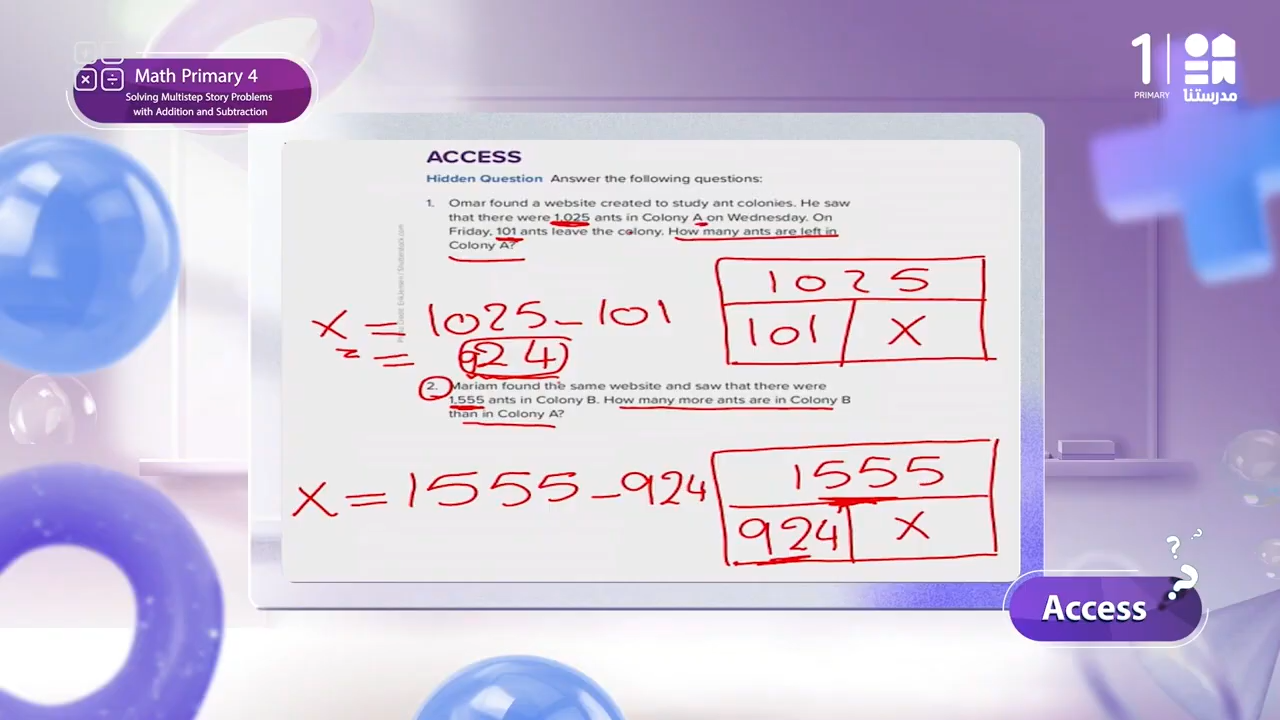 Math Primary 4
Solving Multistep Story Problems
with Addition and Subtraction
1
PRIMARY
مدرستنا
ACCESS
Hidden Question Answer the following questions:
1. Omar found a website created to study ant colonies. He saw
that there were 1,025 ants in Colony A on Wednesday. On
Friday, 101 ants leave the colony. How many ants are left in
Colony A?
1025
101 X
X = 1025 - 101
= 924
2. Mariam found the same website and saw that there were
1,555 ants in Colony B. How many more ants are in Colony B
than in Colony A?
1555
924 X
X = 1555 - 924
Access